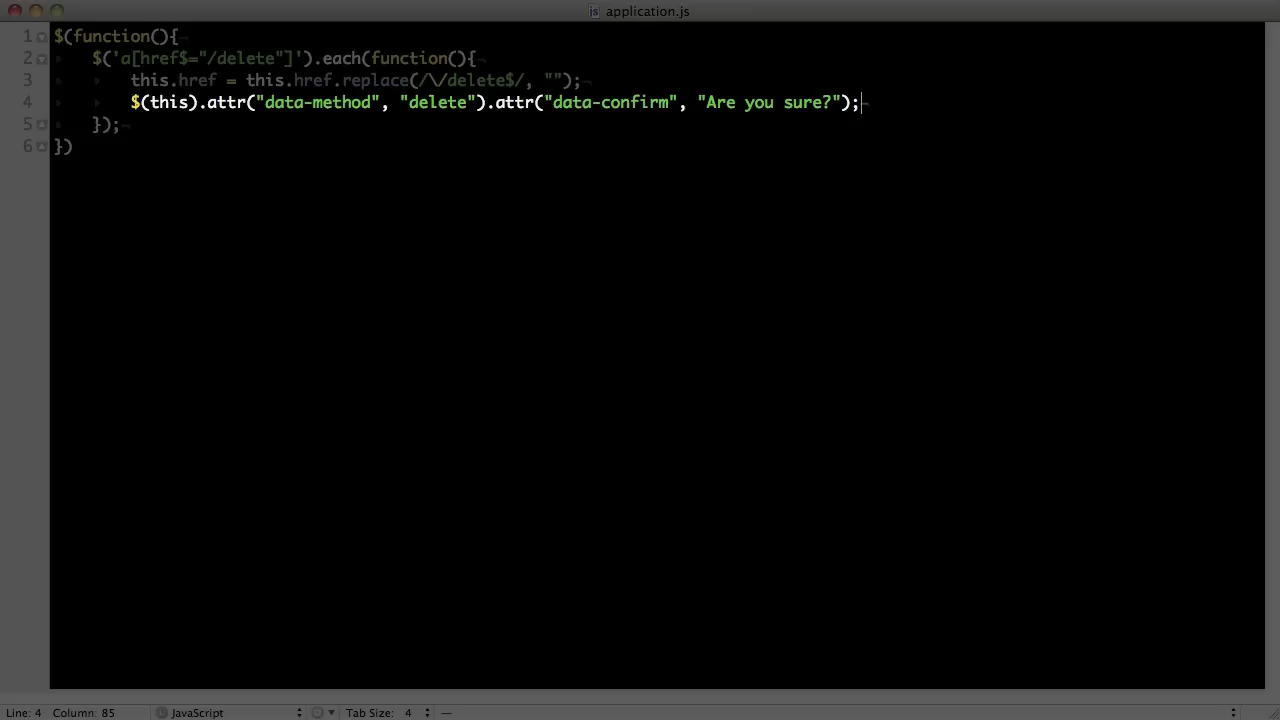 application.js
1 $(function(){
2 $('a[href$="/delete"]').each(function(){
3 this.href = this.href.replace(/\/delete$/, "");
4 $(this).attr("data-method", "delete").attr("data-confirm", "Are you sure?");
5 });
6 })
Line: 4 Column: 85 JavaScript Tab Size: 4 —